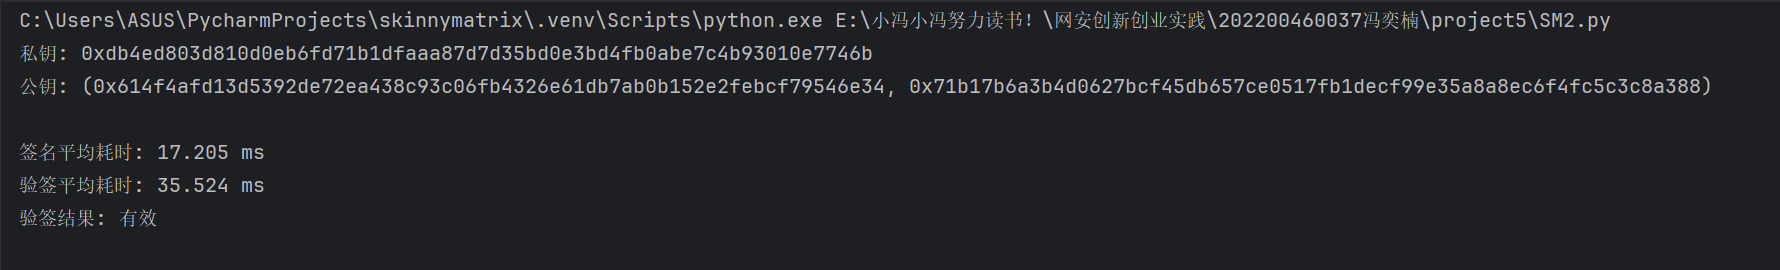 C:\Users\ASUS\PycharmProjects\skinnymatrix\.venv\Scripts\python.exe E:\小冯小冯努力读书！\网安创新创业实践\202200460037冯奕楠\project5\SM2.py
私钥: 0xdb4ed803d810d0eb6fd71b1dfaaa87d7d35bd0e3bd4fb0abe7c4b93010e7746b
公钥: (0x614f4afd13d5392de72ea438c93c06fb4326e61db7ab0b152e2febcf79546e34, 0x71b17b6a3b4d0627bcf45db657ce0517fb1decf99e35a8a8ec6f4fc5c3c8a388)
签名平均耗时: 17.205 ms
验签平均耗时: 35.524 ms
验签结果: 有效